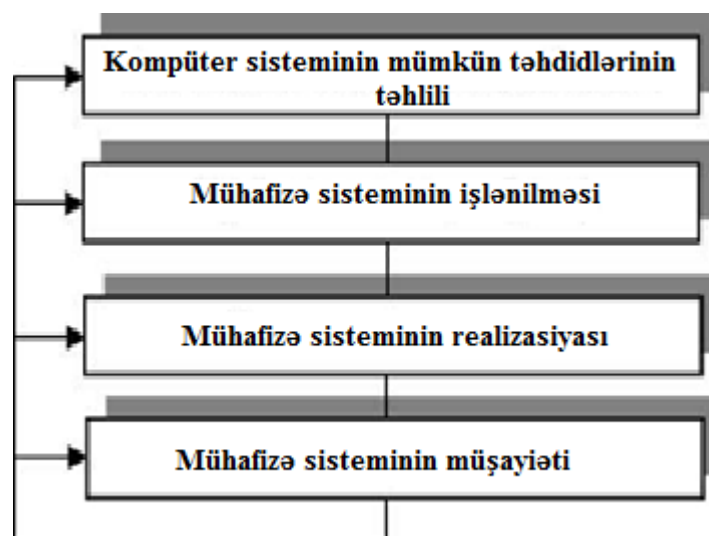 Kompüter sisteminin mümkün təhdidlərinin
təhlili
Mühafizə sisteminin işlənilməsi
Mühafizə sisteminin realizasiyası
Mühafizə sisteminin müşayiəti